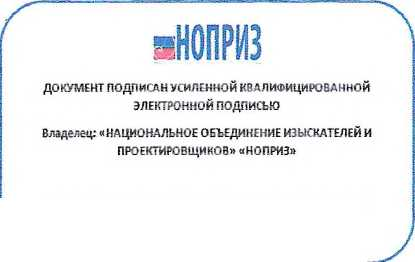 НОПРИЗ
ДОКУМЕНТ ПОДПИСАН УСИЛЕННОЙ КВАЛИФИЦИРОВАННОЙ
ЭЛЕКТРОННОЙ ПОДПИСЬЮ
Владелец: «НАЦИОНАЛЬНОЕ ОБЪЕДИНЕНИЕ ИЗЫСКАТЕЛЕЙ И
ПРОЕКТИРОВЩИКОВ» «НОПРИЗ»